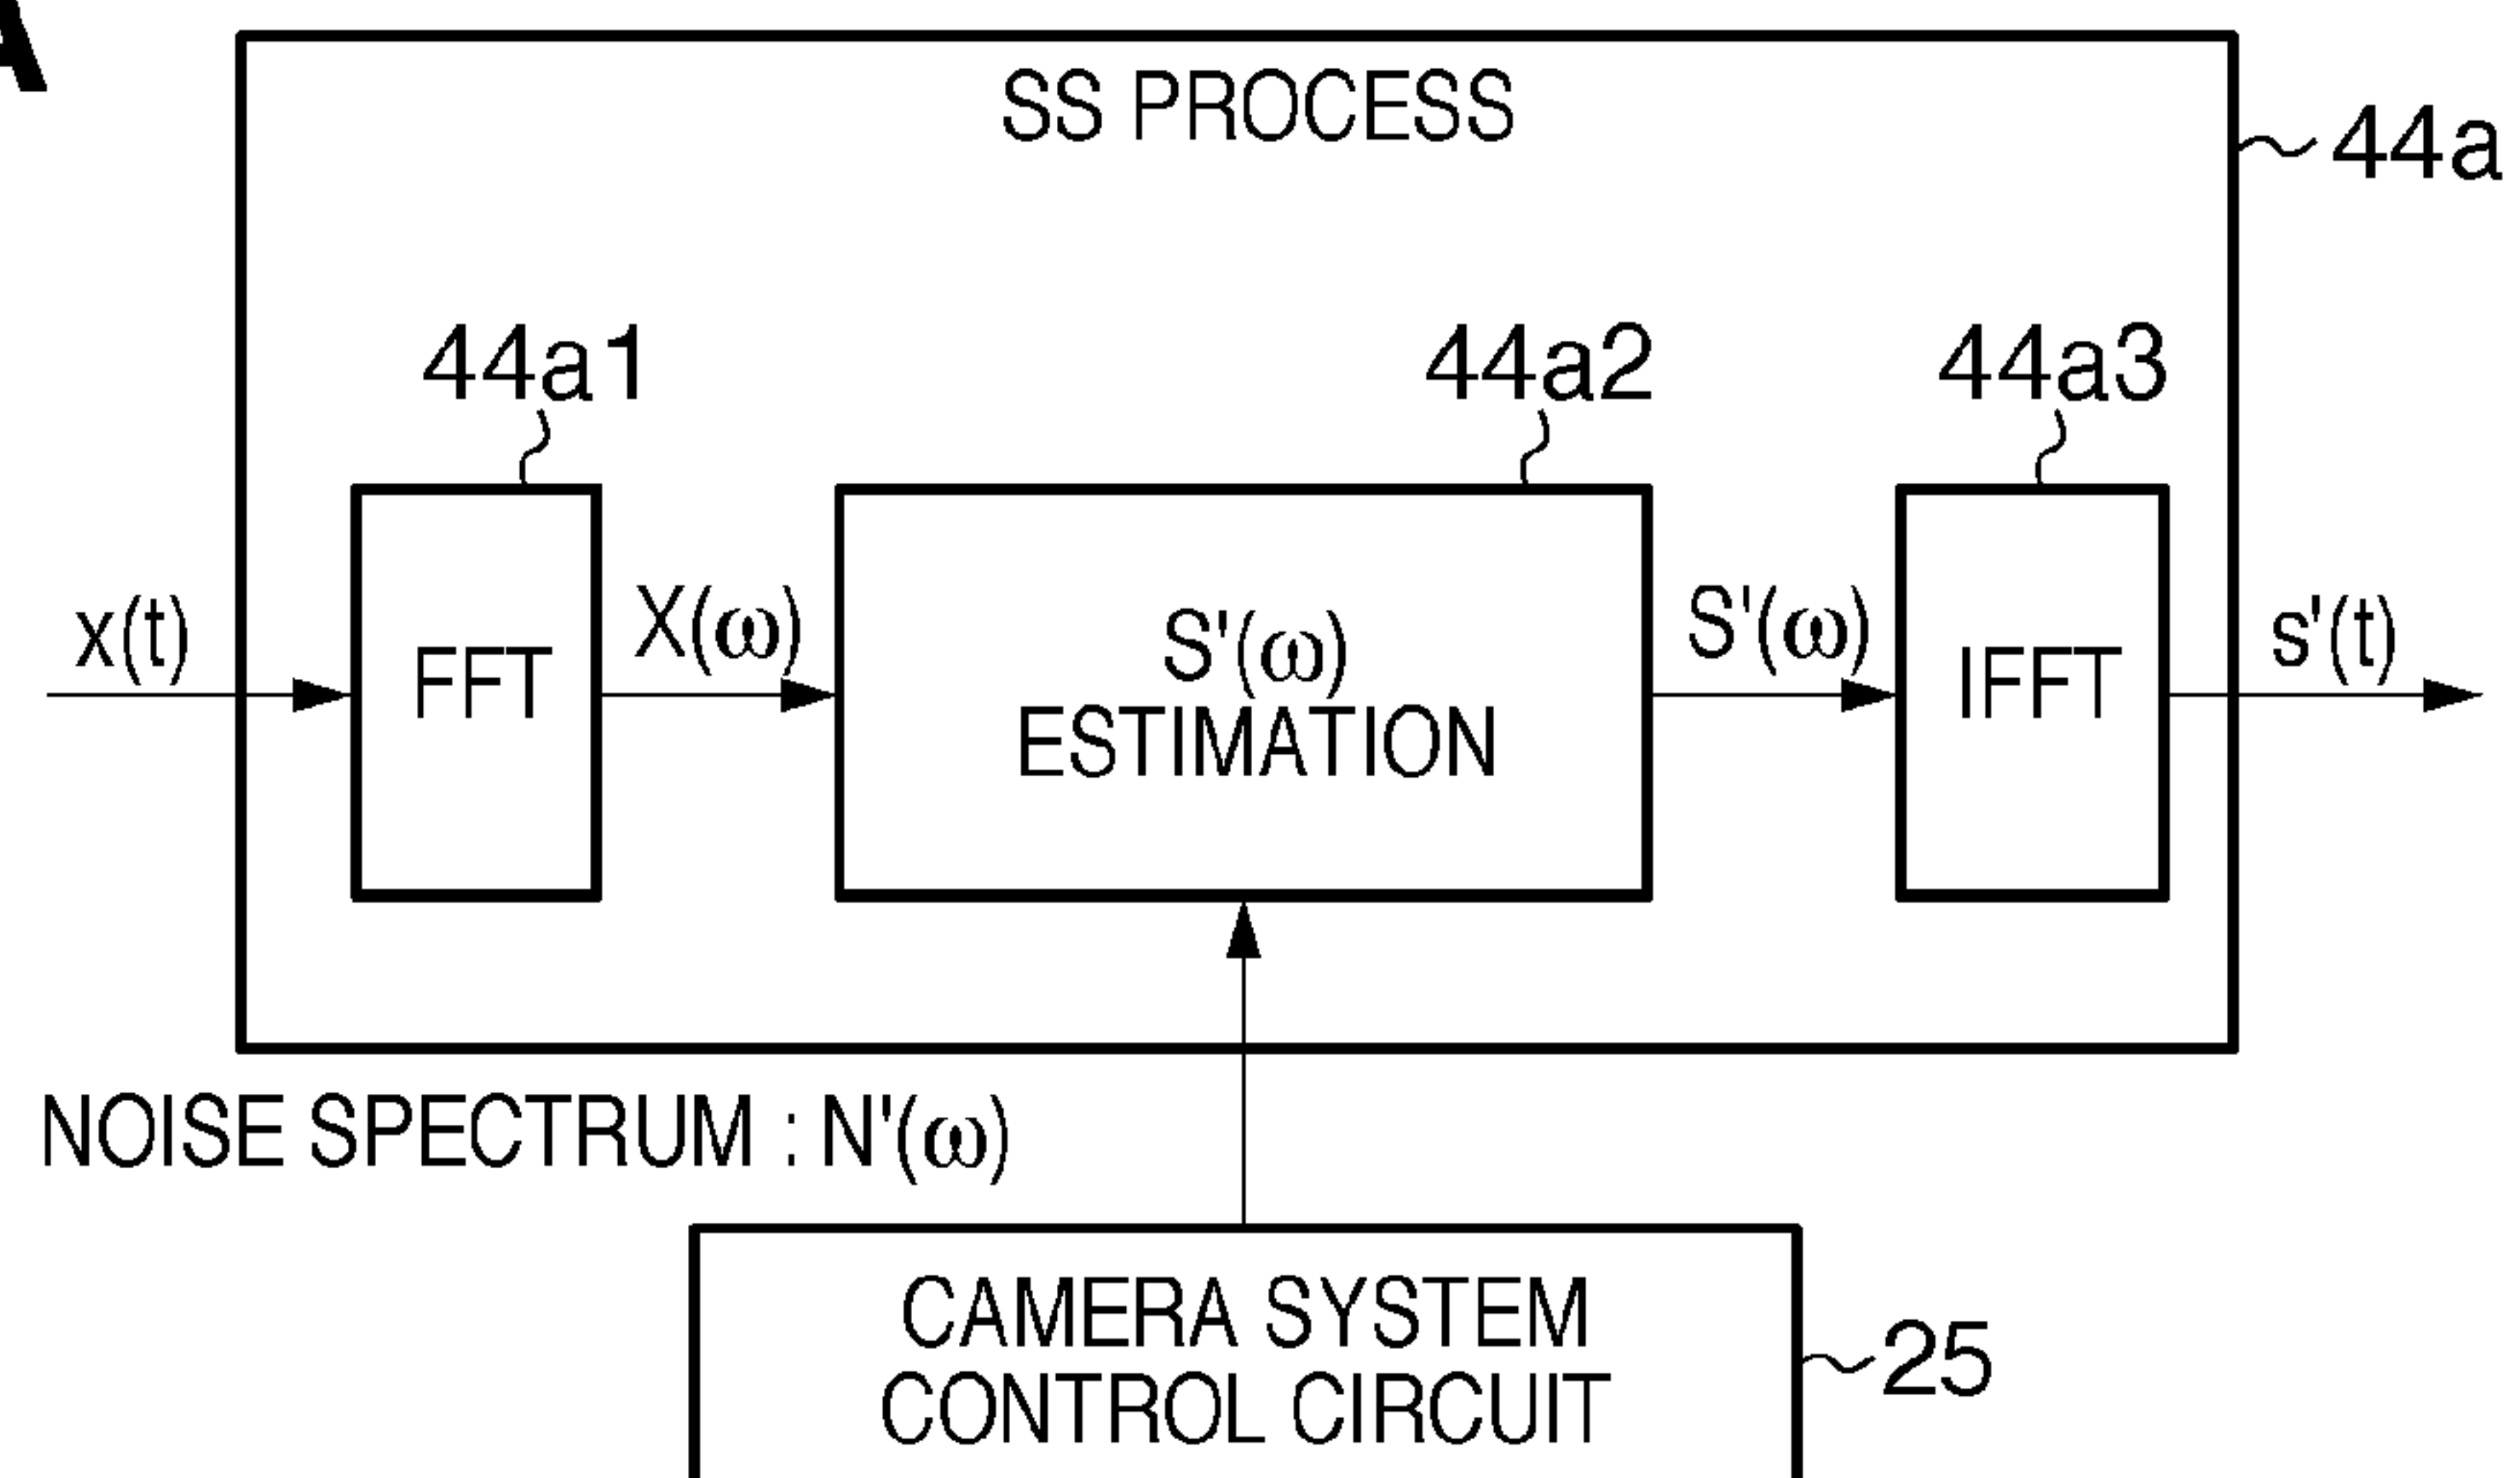 A
SS PROCESS
44a
44a1
44a2
44a3
x(t)
FFT
X(ω)
S'(ω)
ESTIMATION
S'(ω)
IFFT
s'(t)
NOISE SPECTRUM : N'(ω)
CAMERA SYSTEM
CONTROL CIRCUIT
25